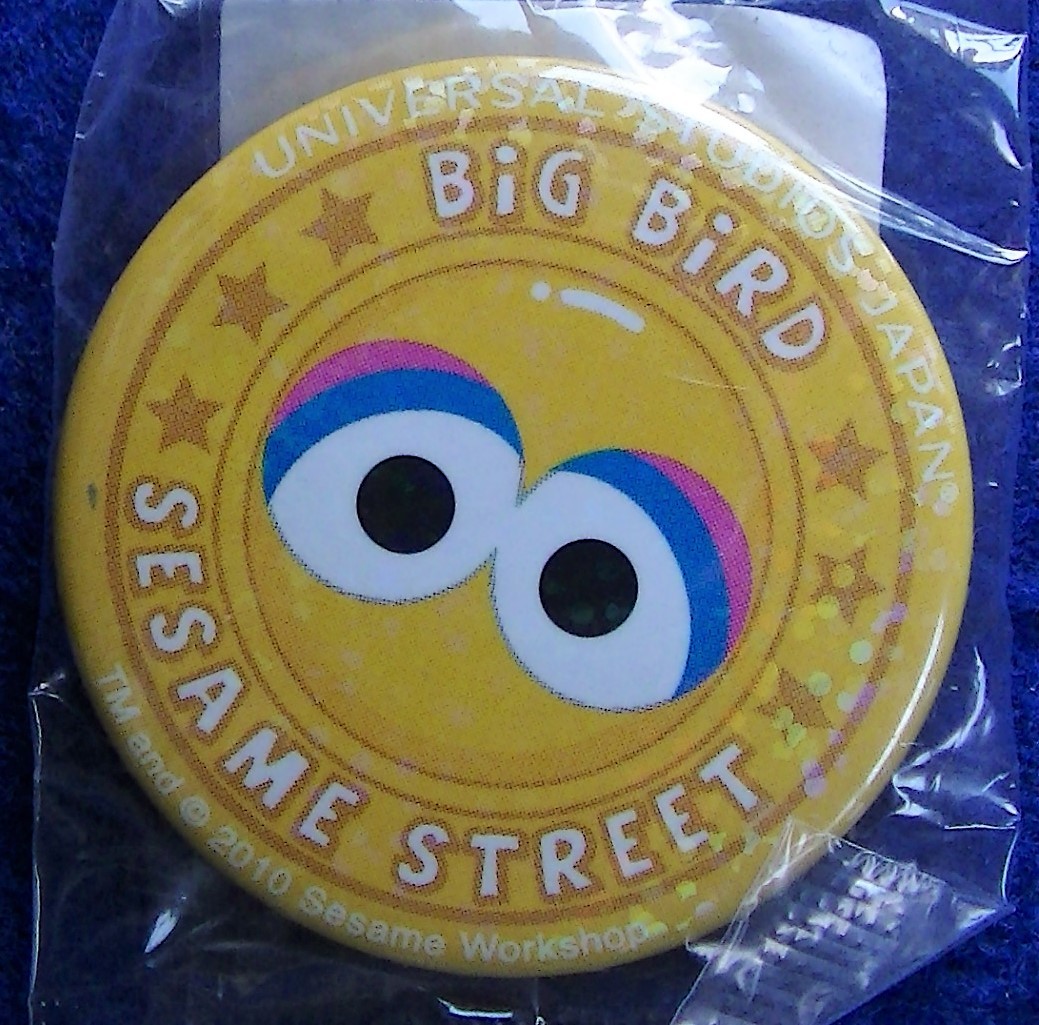 UNIVERSAL STUDIOS JAPAN®
BiG BiRD
SESAME STREET
TM and © 2010 Sesame Workshop